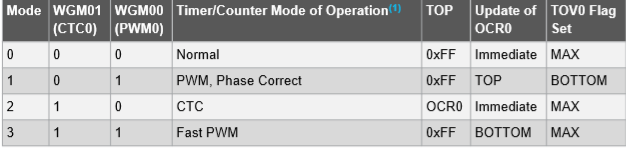 Mode WGM01 (CTC0) WGM00 (PWM0) Timer/Counter Mode of Operation(1) TOP Update of OCR0 TOV0 Flag Set
0 0 0 Normal 0xFF Immediate MAX
1 0 1 PWM, Phase Correct 0xFF TOP BOTTOM
2 1 0 CTC OCR0 Immediate MAX
3 1 1 Fast PWM 0xFF BOTTOM MAX